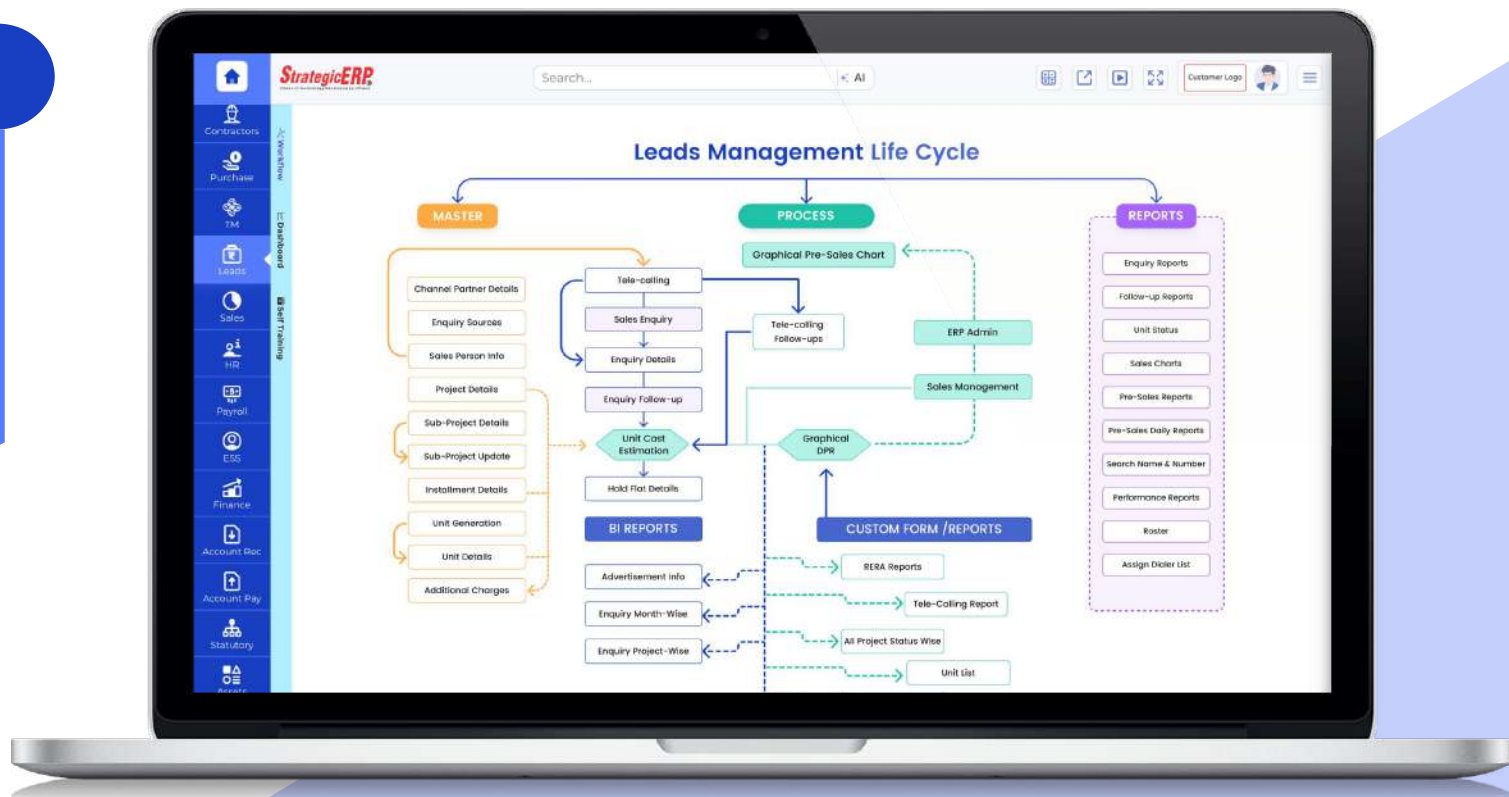 StrategicERP
Search...
AI
Customer Logo
Contractors
Purchase
TM
Leads
Sales
HR
Payroll
ESS
Finance
Account Rec
Account Pay
Statutory
Assets
Workflow
Dashboard
Self Training
Leads Management Life Cycle
MASTER
Channel Partner Details
Enquiry Sources
Sales Person Info
Project Details
Sub-Project Details
Sub-Project Update
Installment Details
Unit Generation
Unit Details
Additional Charges
PROCESS
Graphical Pre-Sales Chart
Tele-calling
Sales Enquiry
Enquiry Details
Enquiry Follow-up
Unit Cost
Estimation
Hold Flat Details
Tele-calling
Follow-ups
ERP Admin
Sales Management
Graphical
DPR
BI REPORTS
Advertisement Info
Enquiry Month-Wise
Enquiry Project-Wise
CUSTOM FORM /REPORTS
RERA Reports
Tele-Calling Report
All Project Status Wise
Unit List
REPORTS
Enquiry Reports
Follow-up Reports
Unit Status
Sales Charts
Pre-Sales Reports
Pre-Sales Daily Reports
Search Name & Number
Performance Reports
Roster
Assign Dialer List